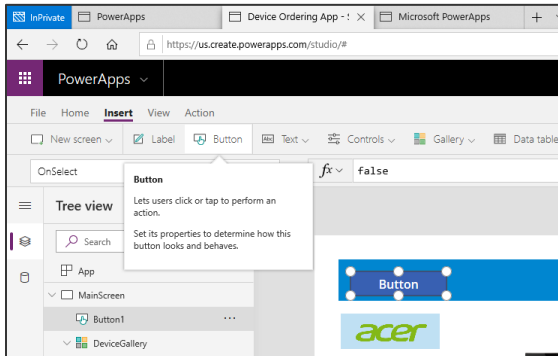 InPrivate
PowerApps
Device Ordering App - S
Microsoft PowerApps
https://us.create.powerapps.com/studio/#
PowerApps
File Home Insert View Action
New screen Label Button Abc Text Controls Gallery Data table
OnSelect
fx false
Button
Lets users click or tap to perform an
action.
Set its properties to determine how this
button looks and behaves.
Tree view
Search
App
MainScreen
Button1 ...
DeviceGallery
Button
acer